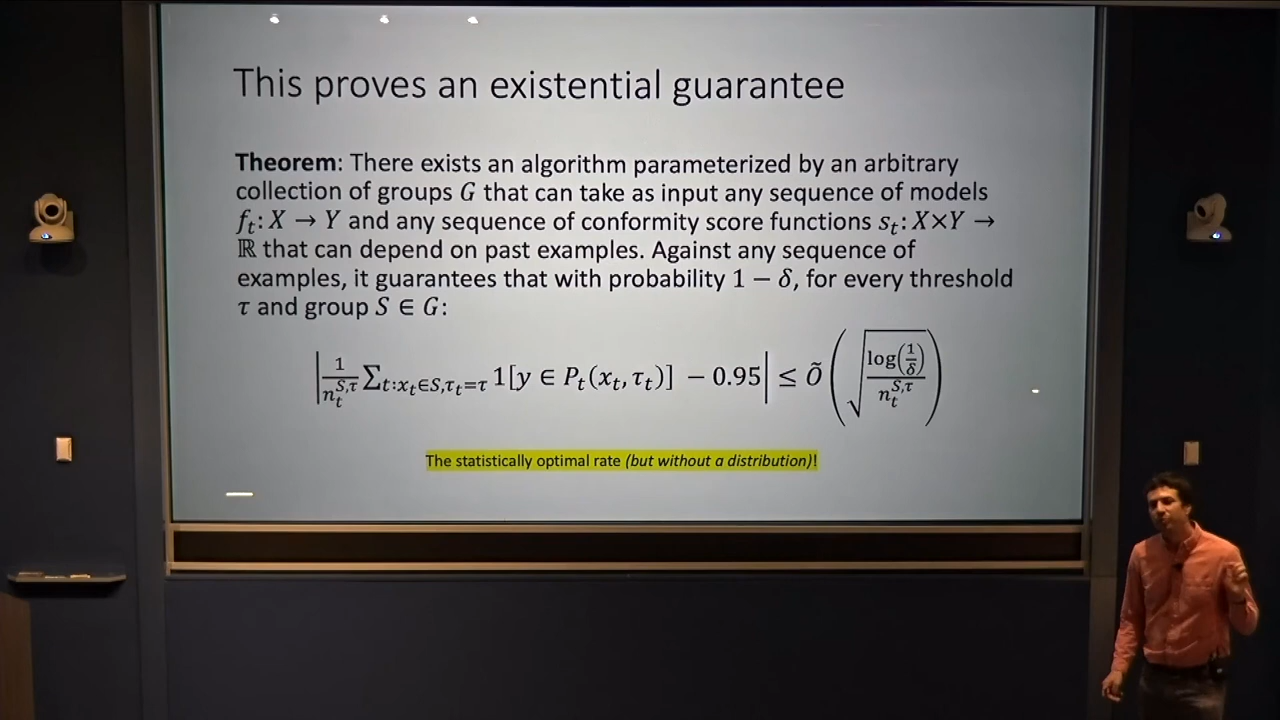 This proves an existential guarantee
Theorem: There exists an algorithm parameterized by an arbitrary
collection of groups G that can take as input any sequence of models
fₜ: X → Y and any sequence of conformity score functions sₜ: X×Y →
ℝ that can depend on past examples. Against any sequence of
examples, it guarantees that with probability 1 − δ, for every threshold
τ and group S ∈ G:
|1/n_t^{S,τ} ∑_{t:x_t∈S,τ_t=τ} 1[y ∈ P_t(x_t, τ_t)] − 0.95| ≤ Õ(√(log(1/δ)/n_t^{S,τ}))
The statistically optimal rate (but without a distribution)!